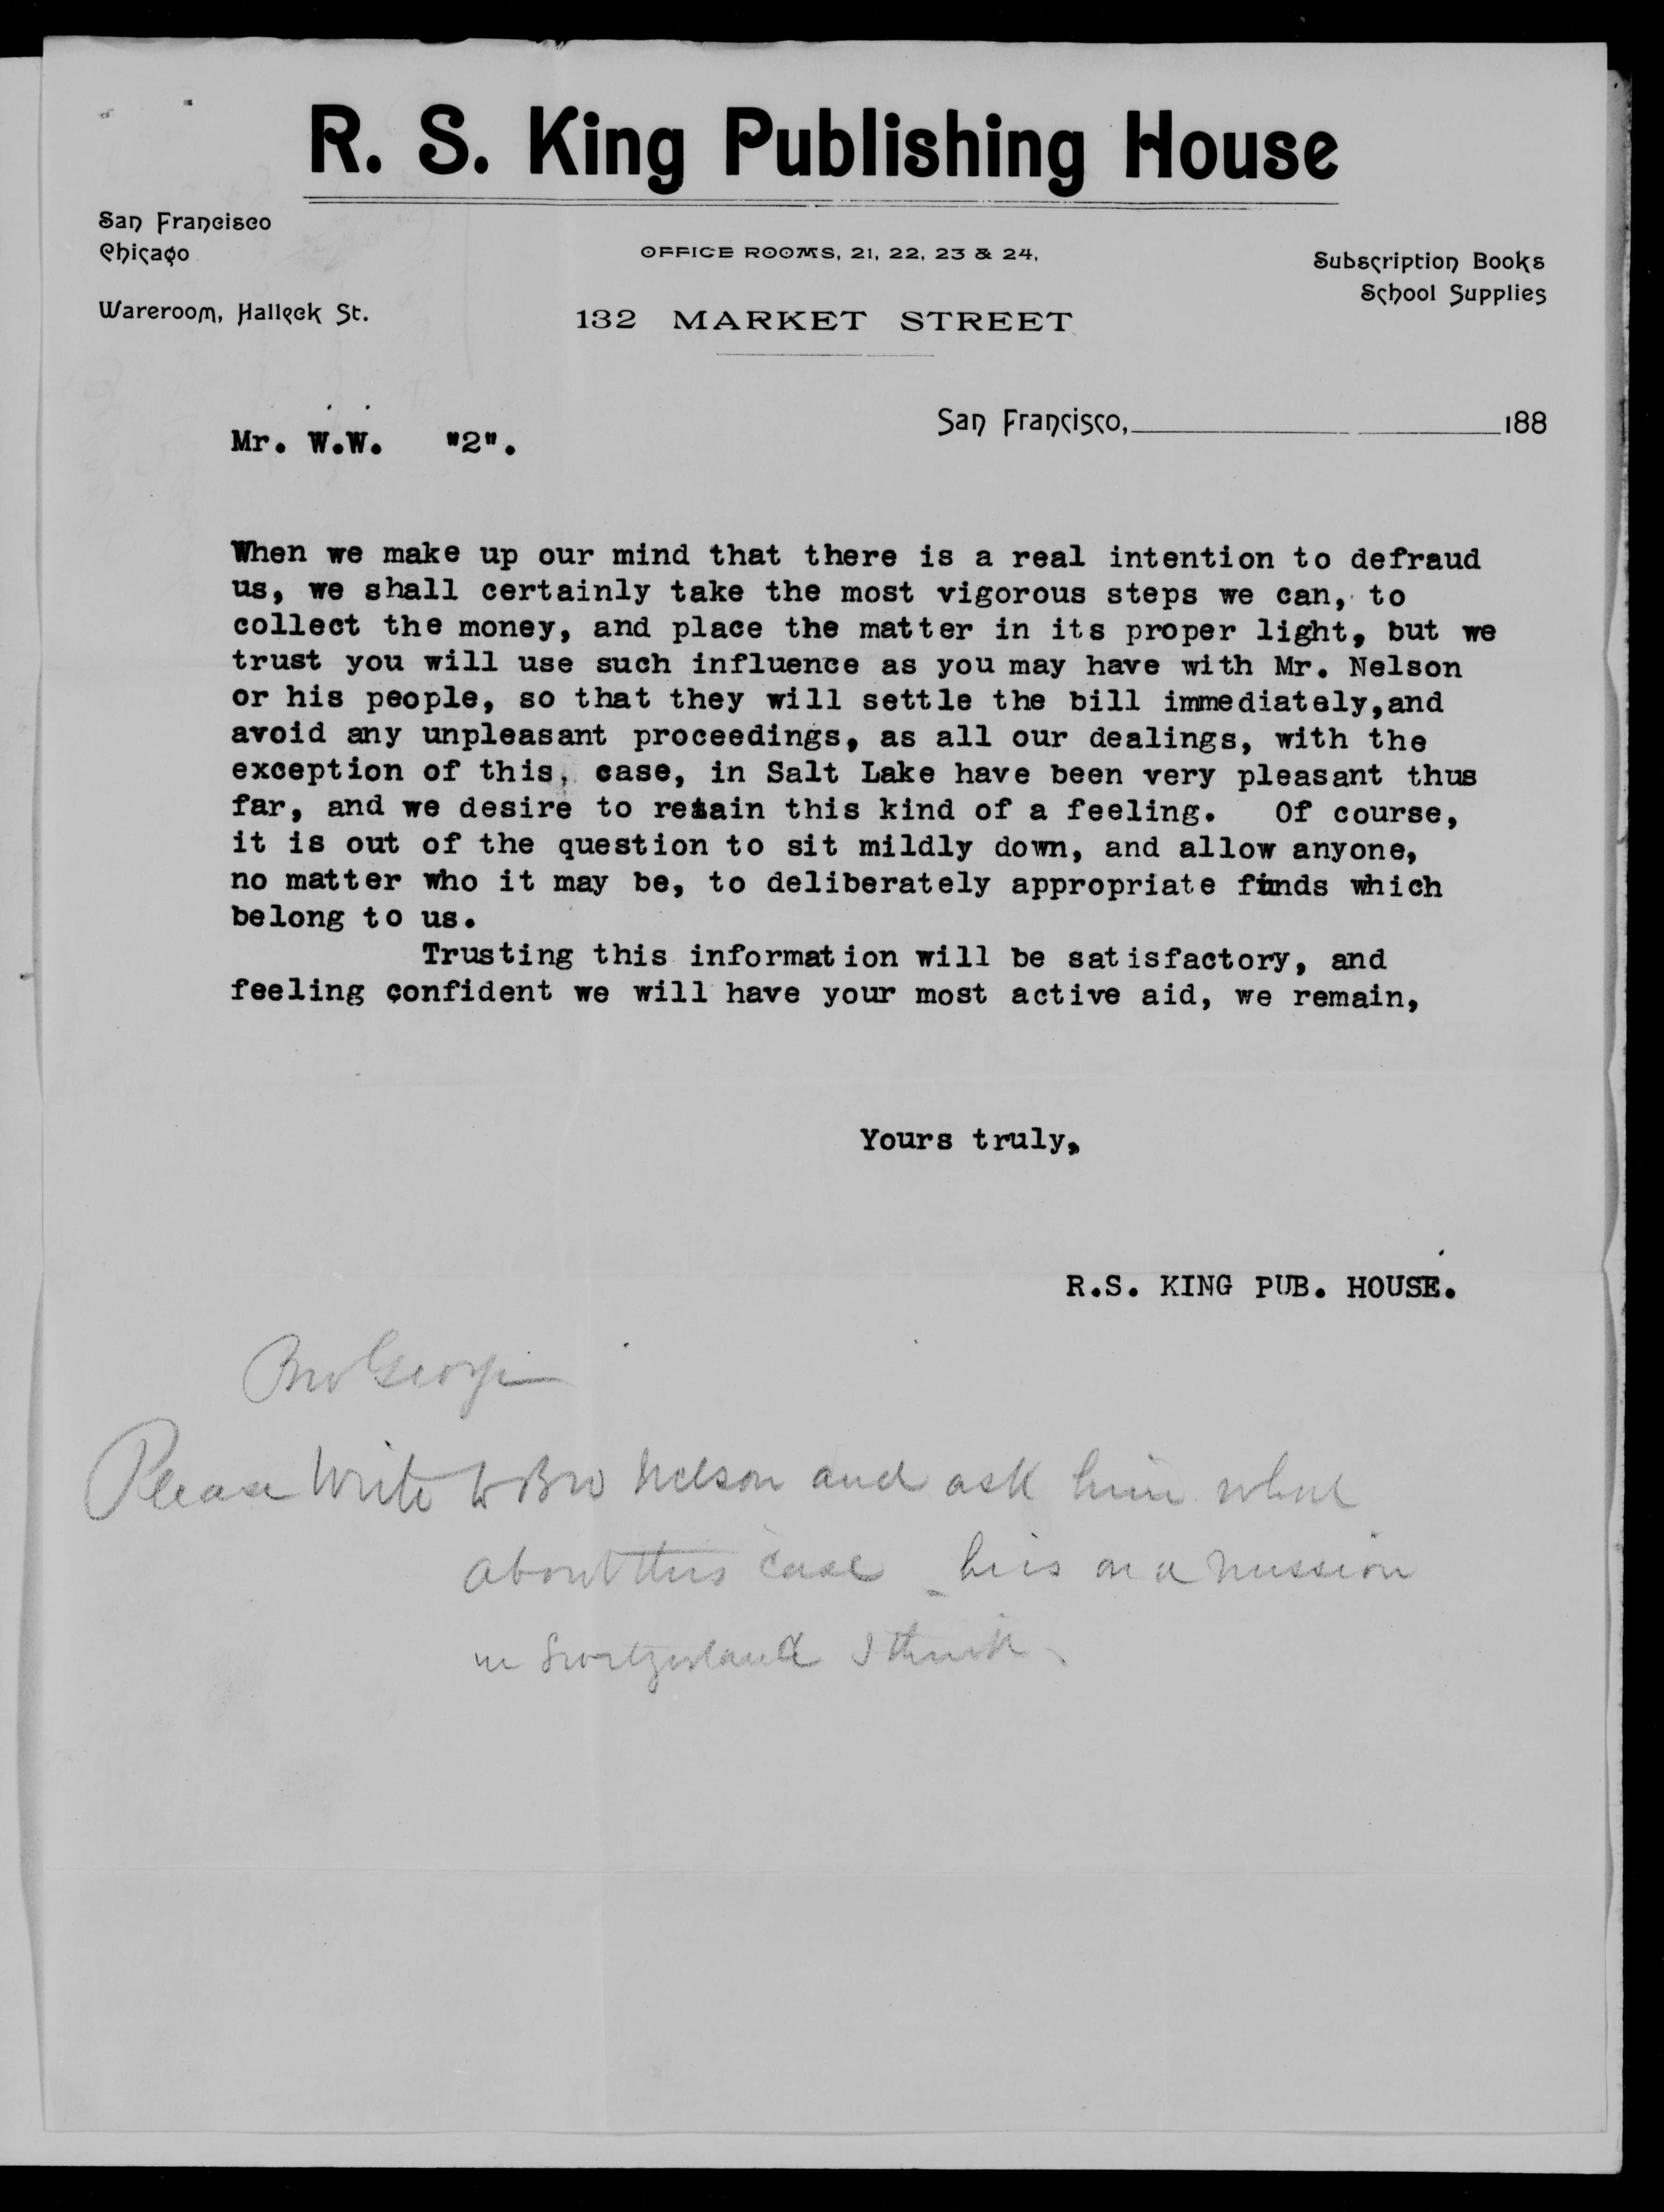 R. S. King Publishing House
San Francisco
Chicago
Wareroom, Halleck St.
OFFICE ROOMS, 21, 22, 23 & 24,
132 MARKET STREET
Subscription Books
School Supplies
San Francisco, 188
Mr. W.W. "2".
When we make up our mind that there is a real intention to defraud
us, we shall certainly take the most vigorous steps we can, to
collect the money, and place the matter in its proper light, but we
trust you will use such influence as you may have with Mr. Nelson
or his people, so that they will settle the bill immediately,and
avoid any unpleasant proceedings, as all our dealings, with the
exception of this, case, in Salt Lake have been very pleasant thus
far, and we desire to retain this kind of a feeling. Of course,
it is out of the question to sit mildly down, and allow anyone,
no matter who it may be, to deliberately appropriate funds which
belong to us.
Trusting this information will be satisfactory, and
feeling confident we will have your most active aid, we remain,
Yours truly,
R.S. KING PUB. HOUSE.
Bro George
Please Write to Bro Nelson and ask him what
about this case he is on a mission
in Switzerland I think